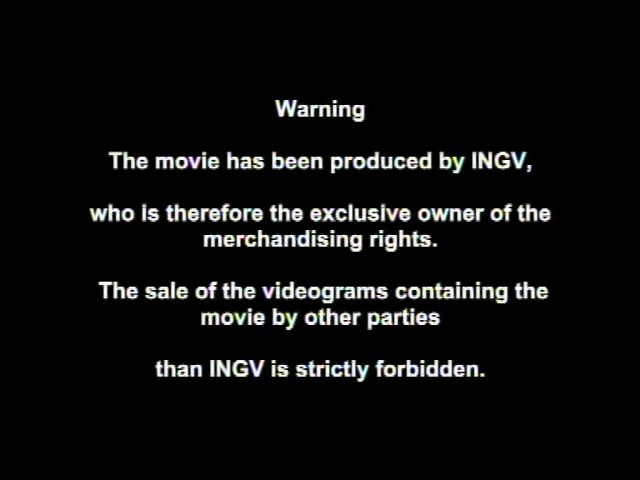 Warning
The movie has been produced by INGV,
who is therefore the exclusive owner of the
merchandising rights.
The sale of the videograms containing the
movie by other parties
than INGV is strictly forbidden.